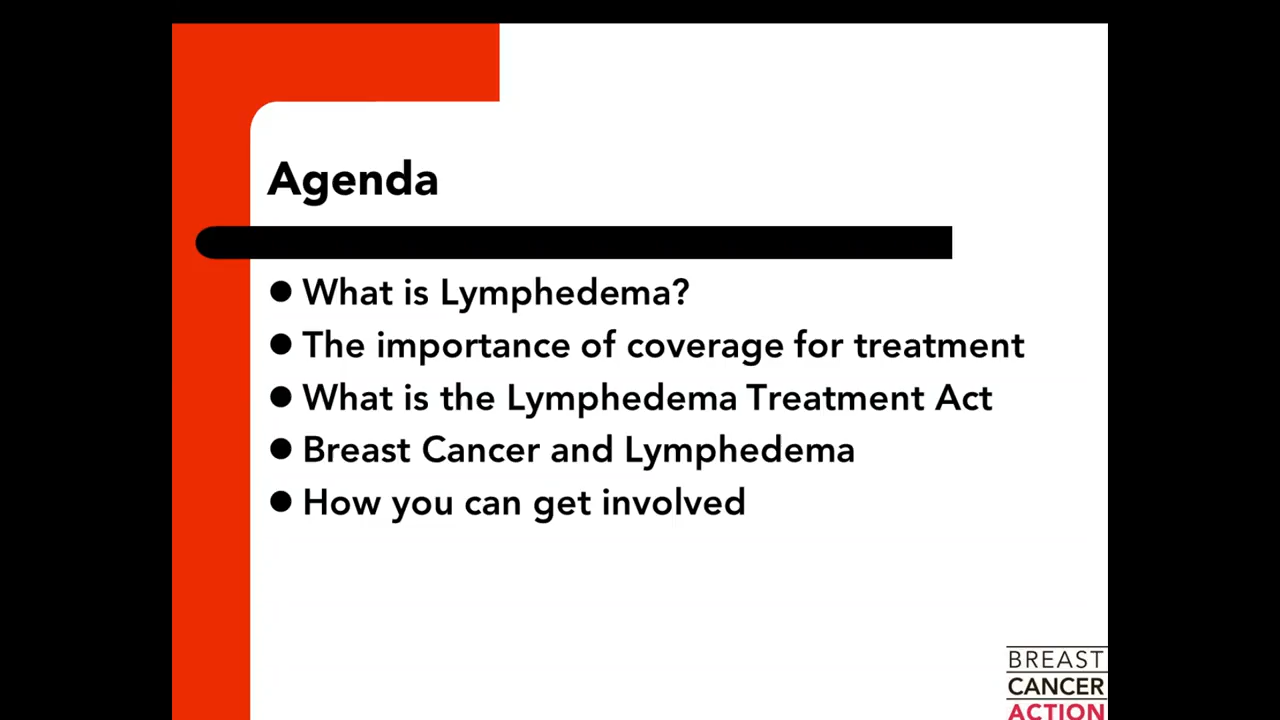 Agenda
● What is Lymphedema?
● The importance of coverage for treatment
● What is the Lymphedema Treatment Act
● Breast Cancer and Lymphedema
● How you can get involved
BREAST
CANCER
ACTION